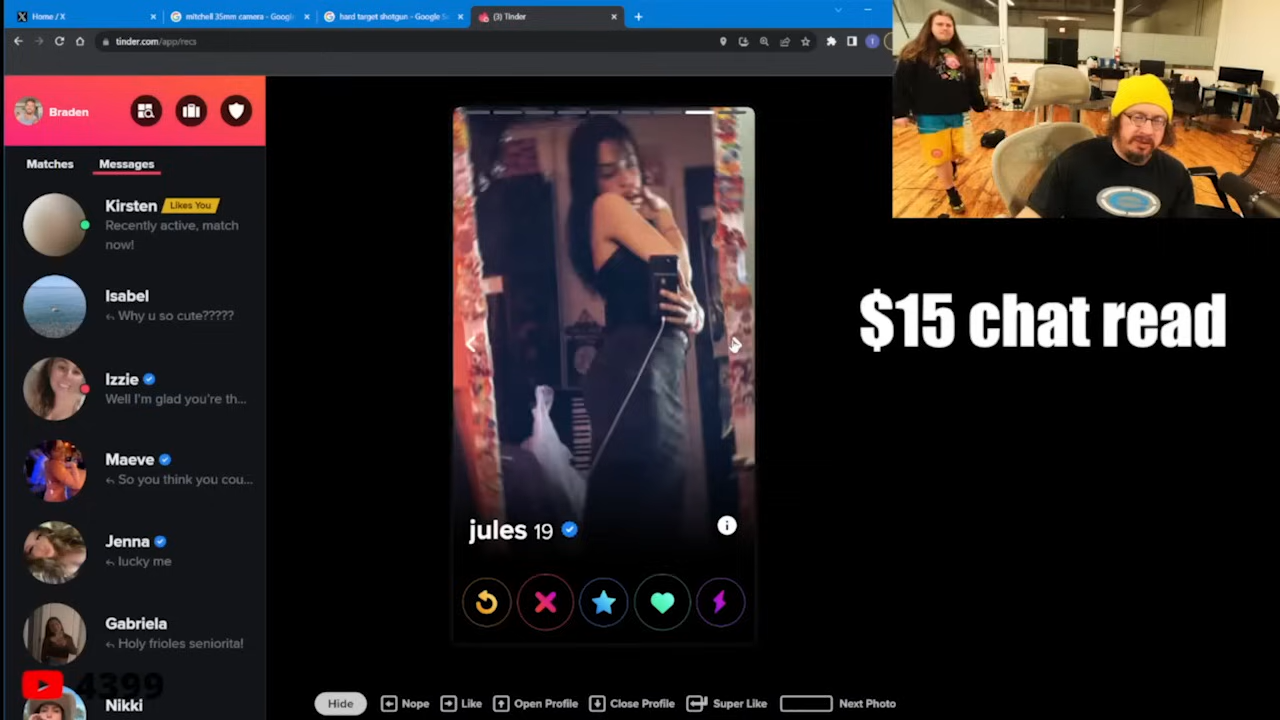 Home / X
mitchell 35mm camera - Google
hard target shotgun - Google Se
(3) Tinder
tinder.com/app/recs
Braden
Matches
Messages
Kirsten
Likes You
Recently active, match
now!
Isabel
Why u so cute?????
Izzie
Well I'm glad you're th...
Maeve
So you think you cou...
Jenna
lucky me
Gabriela
Holy frioles seniorita!
4399
Nikki
jules 19
$15 chat read
Hide
Nope
Like
Open Profile
Close Profile
Super Like
Next Photo